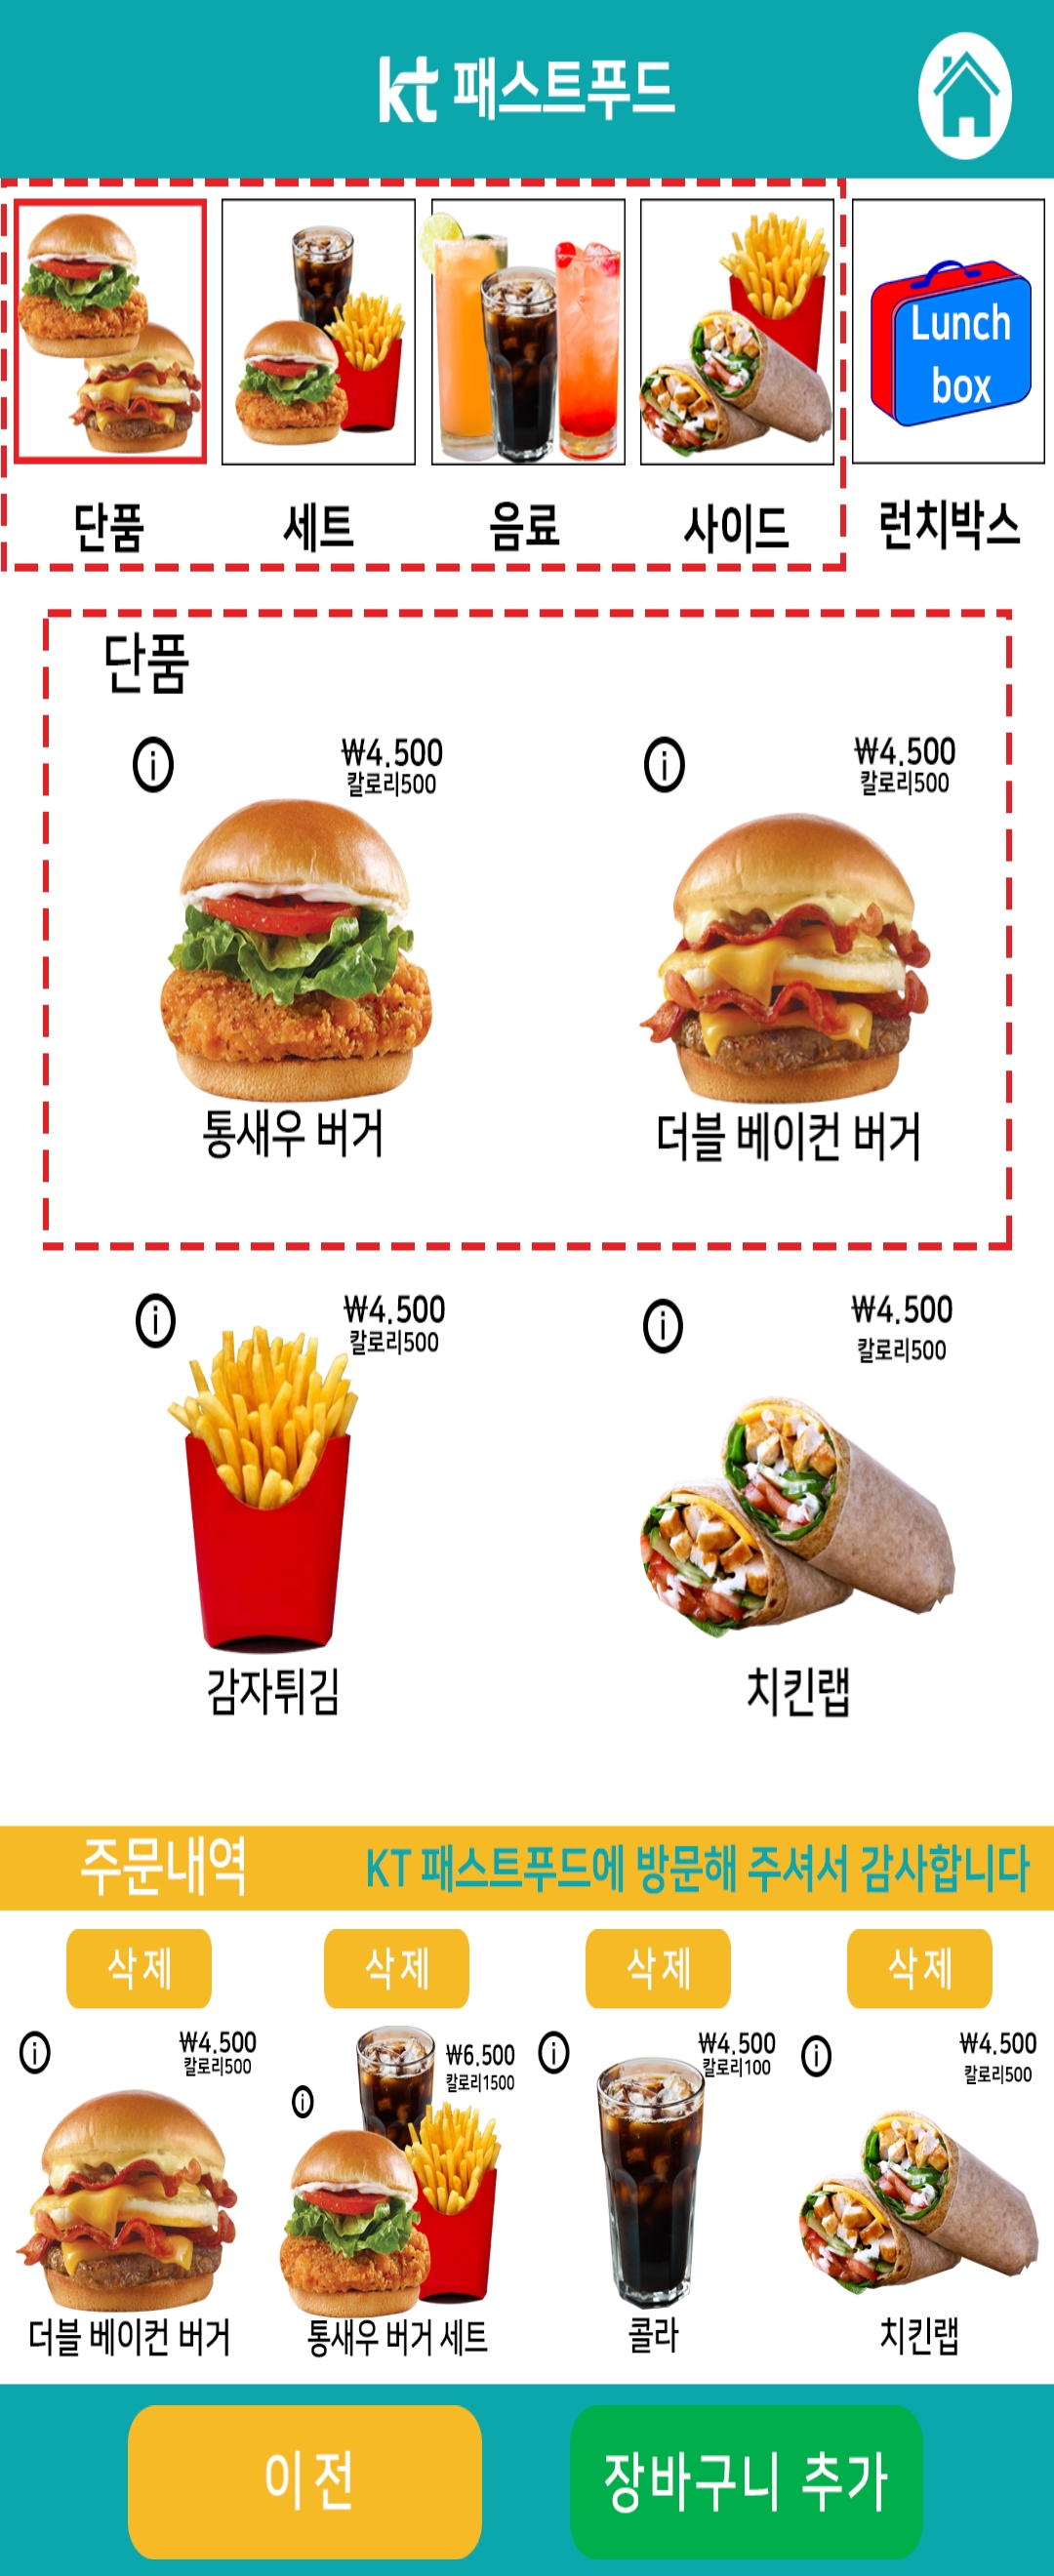 kt 패스트푸드
Lunch
box
단품 세트 음료 사이드 런치박스
단품
i ₩4.500 i ₩4.500
칼로리500 칼로리500
통새우 버거 더블 베이컨 버거
i ₩4.500 i ₩4.500
칼로리500 칼로리500
감자튀김 치킨랩
주문내역 KT 패스트푸드에 방문해 주셔서 감사합니다
삭제 삭제 삭제 삭제
i ₩4.500 i ₩6.500 i ₩4.500 i ₩4.500
칼로리500 칼로리1500 칼로리100 칼로리500
더블 베이컨 버거 통새우 버거 세트 콜라 치킨랩
이전 장바구니 추가